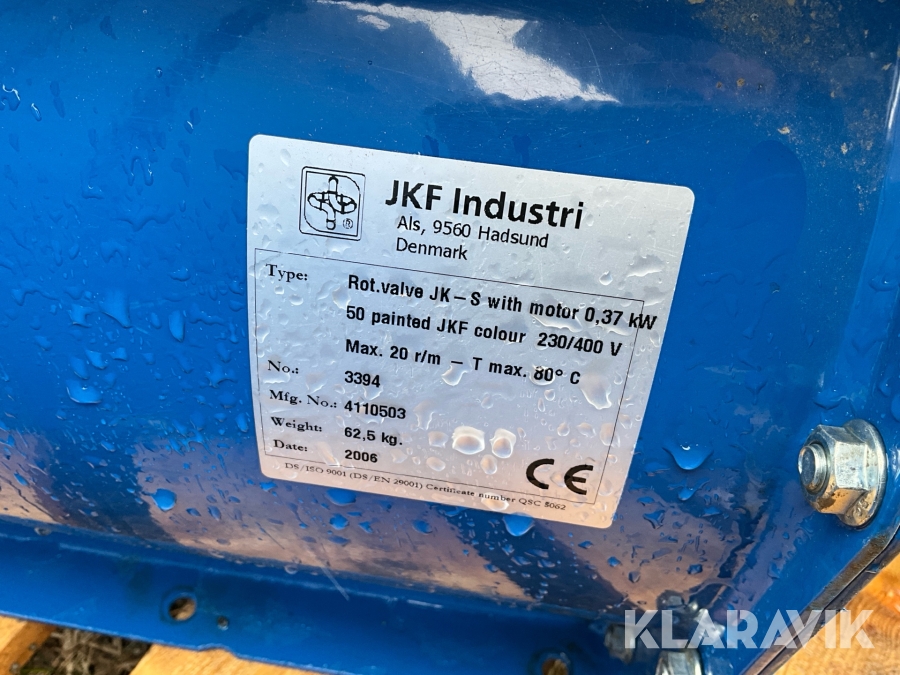 JKF Industri
Als, 9560 Hadsund
Denmark
Type: Rot.valve JK – S with motor 0,37 kW
50 painted JKF colour 230/400 V
Max. 20 r/m – T max. 80° C
No.: 3394
Mfg. No.: 4110503
Weight: 62,5 kg.
Date: 2006
CE
DS/ISO 9001 (DS/EN 29001) Certificate number QSC 5062
KLARAVIK